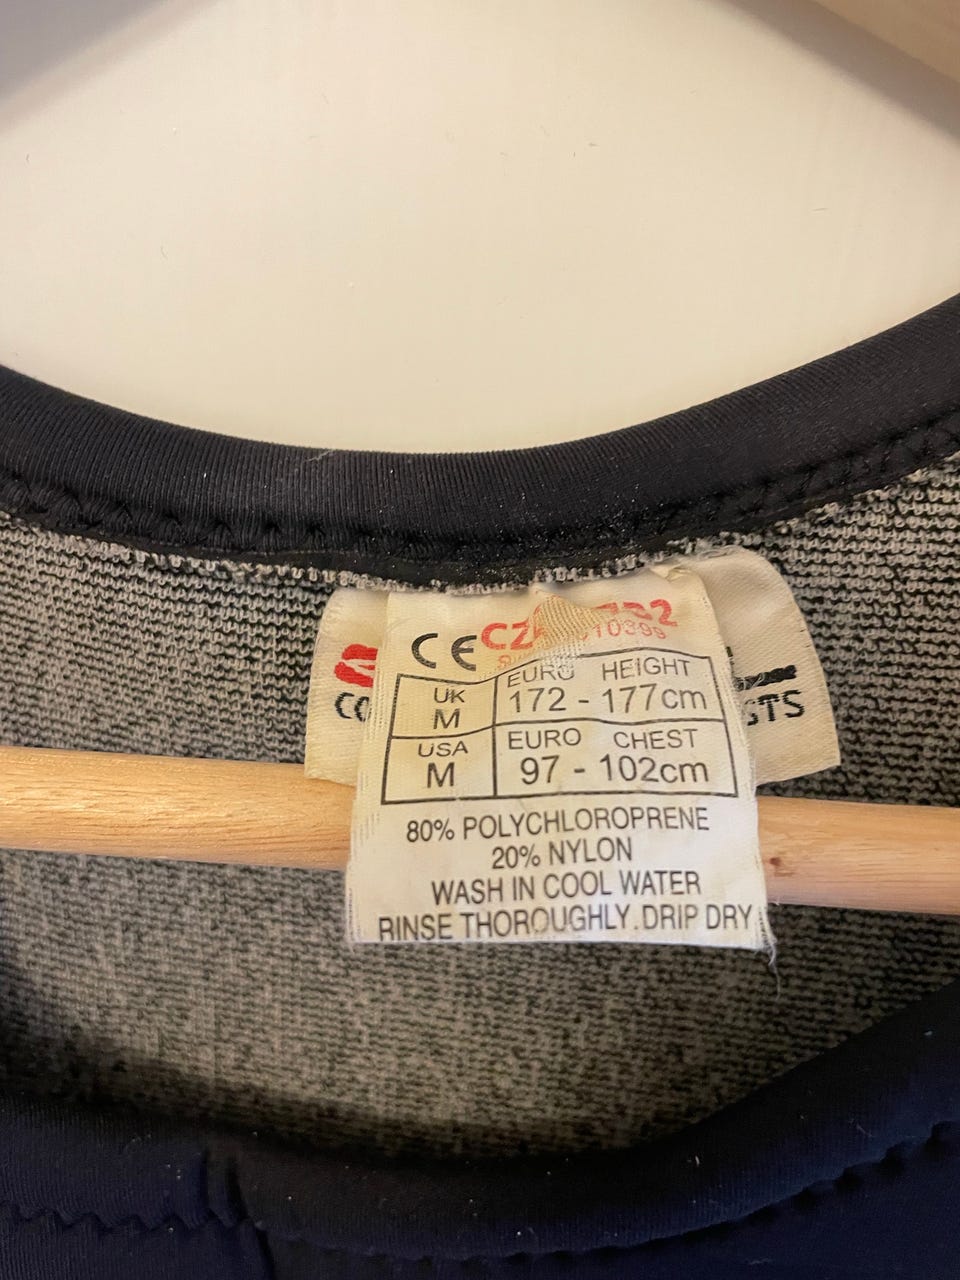 CE
10399
UK
M
EURO HEIGHT
172 - 177cm
USA
M
EURO CHEST
97 - 102cm
80% POLYCHLOROPRENE
20% NYLON
WASH IN COOL WATER
RINSE THOROUGHLY.DRIP DRY